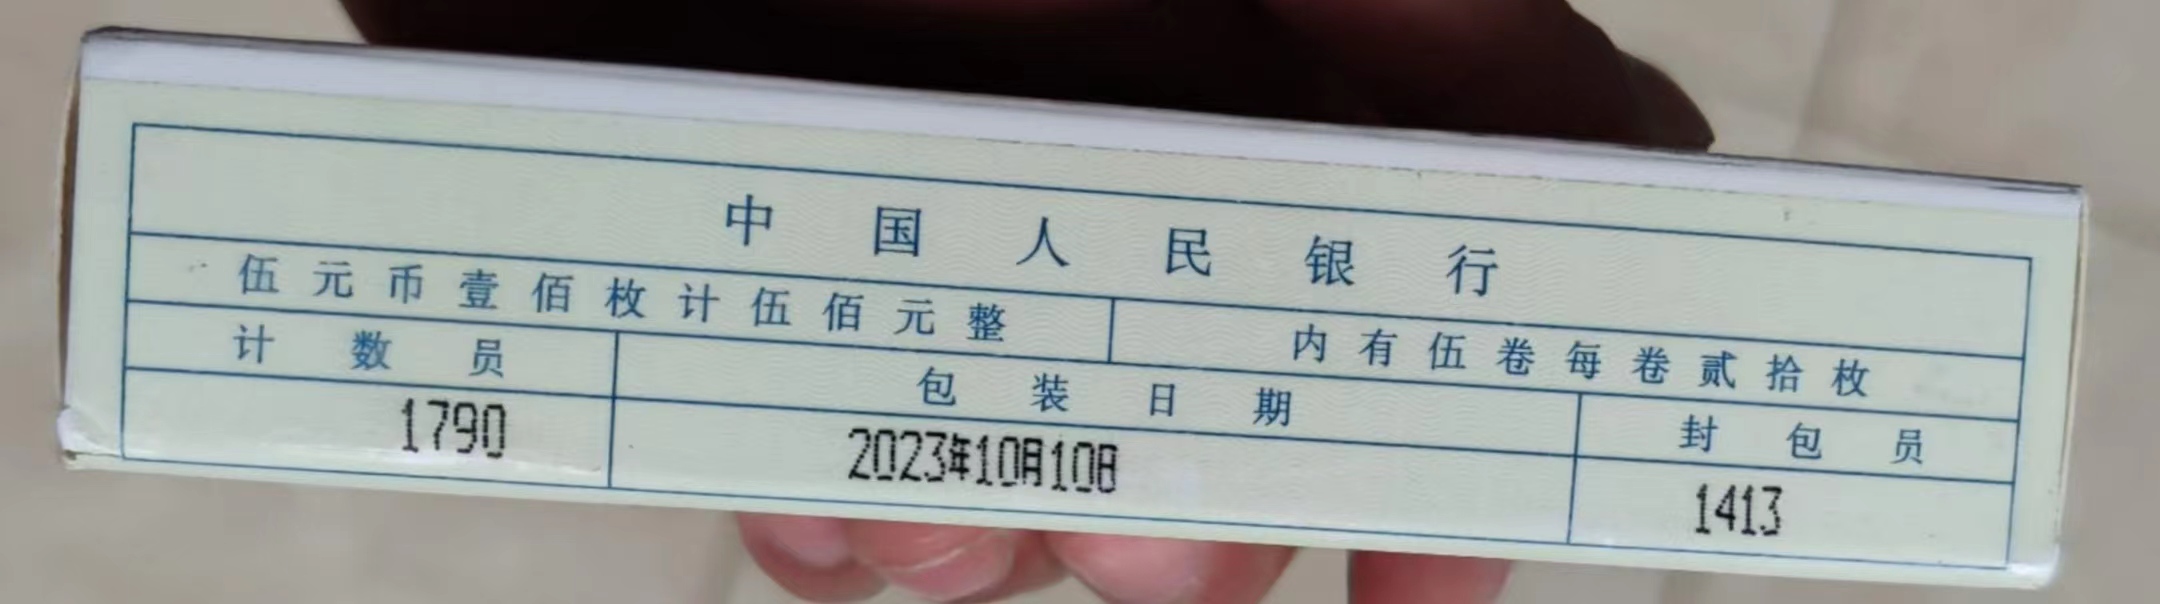 中国人民银行
伍元币壹佰枚计伍佰元整 内有伍卷每卷贰拾枚
计数员 包装日期 封包员
1790 2023年10月10日 1413